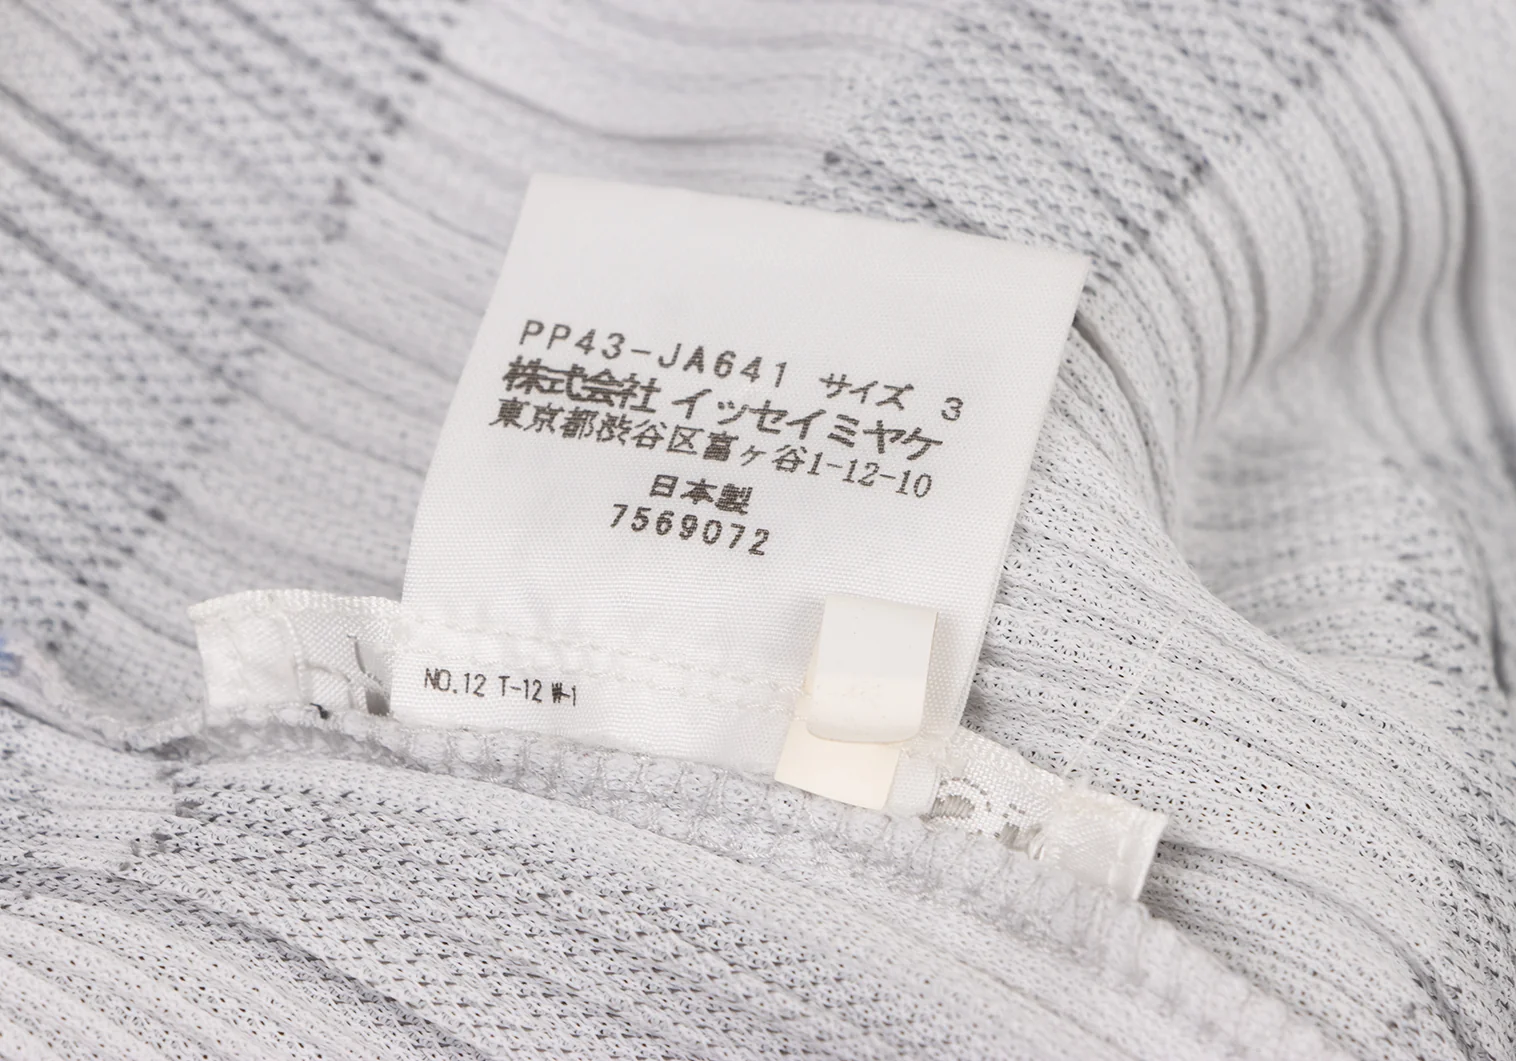 PP43-JA641 サイズ 3
株式会社 イッセイミヤケ
東京都渋谷区富ヶ谷1-12-10
日本製
7569072
NO.12 T-12 W-1